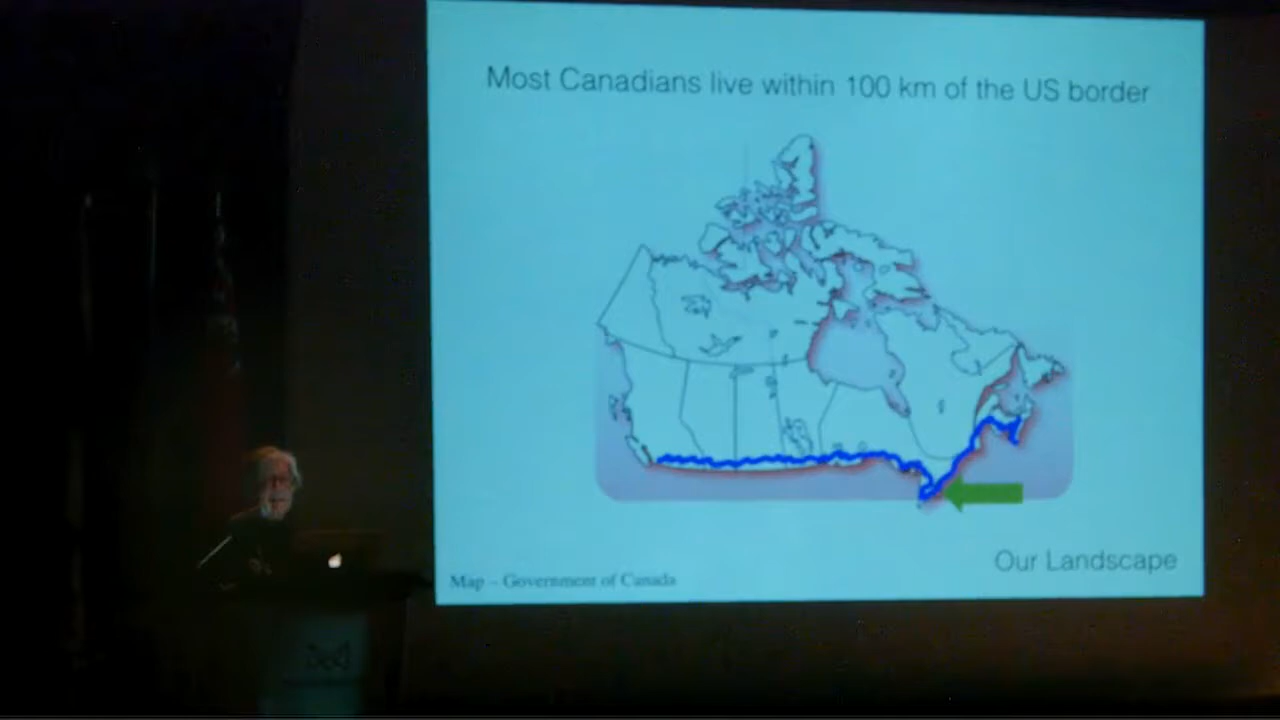 Most Canadians live within 100 km of the US border
Our Landscape
Map – Government of Canada